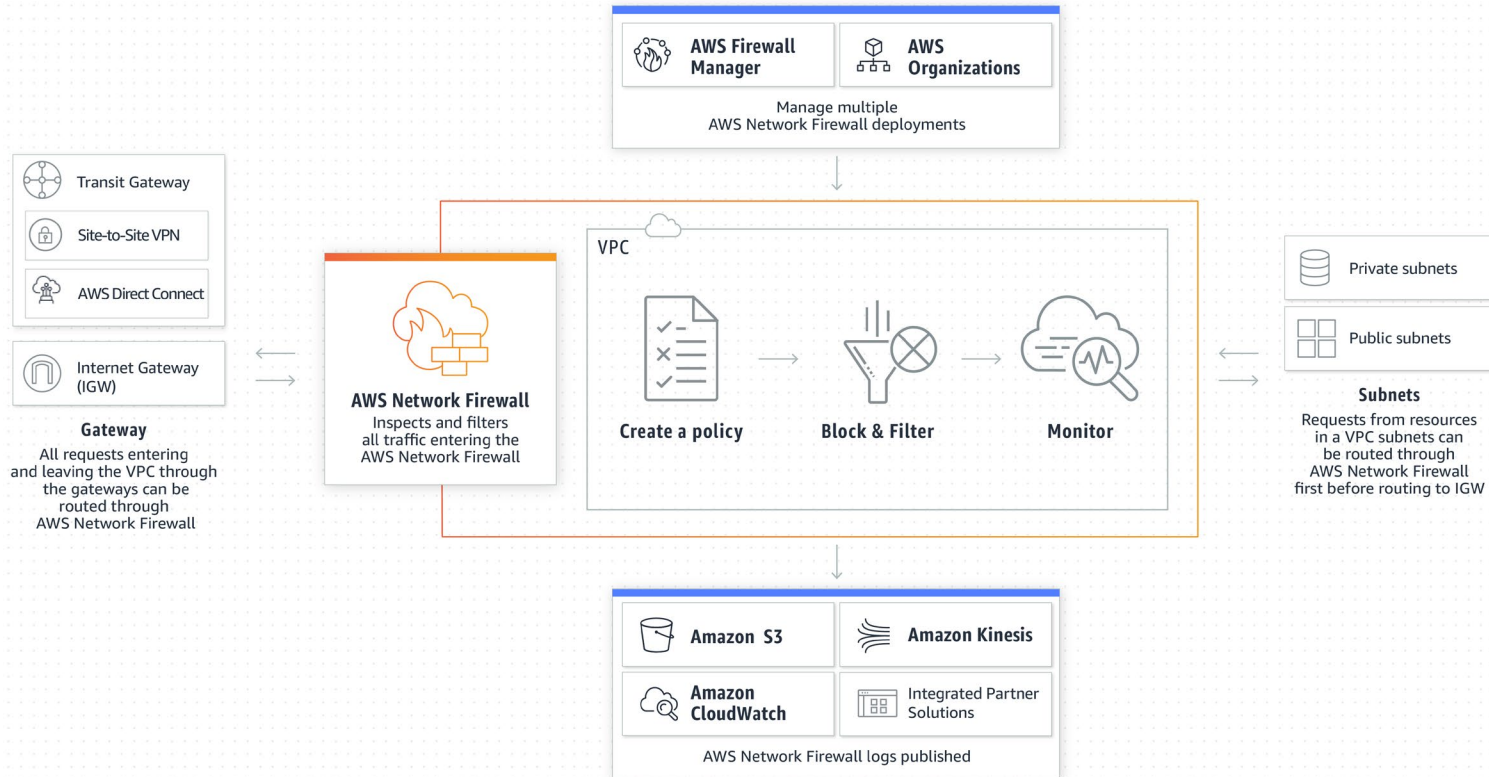 AWS Firewall
Manager
AWS
Organizations
Manage multiple
AWS Network Firewall deployments
Transit Gateway
Site-to-Site VPN
AWS Direct Connect
Internet Gateway
(IGW)
Gateway
All requests entering
and leaving the VPC through
the gateways can be
routed through
AWS Network Firewall
AWS Network Firewall
Inspects and filters
all traffic entering the
AWS Network Firewall
VPC
Create a policy
Block & Filter
Monitor
Private subnets
Public subnets
Subnets
Requests from resources
in a VPC subnets can
be routed through
AWS Network Firewall
first before routing to IGW
Amazon S3
Amazon Kinesis
Amazon
CloudWatch
Integrated Partner
Solutions
AWS Network Firewall logs published